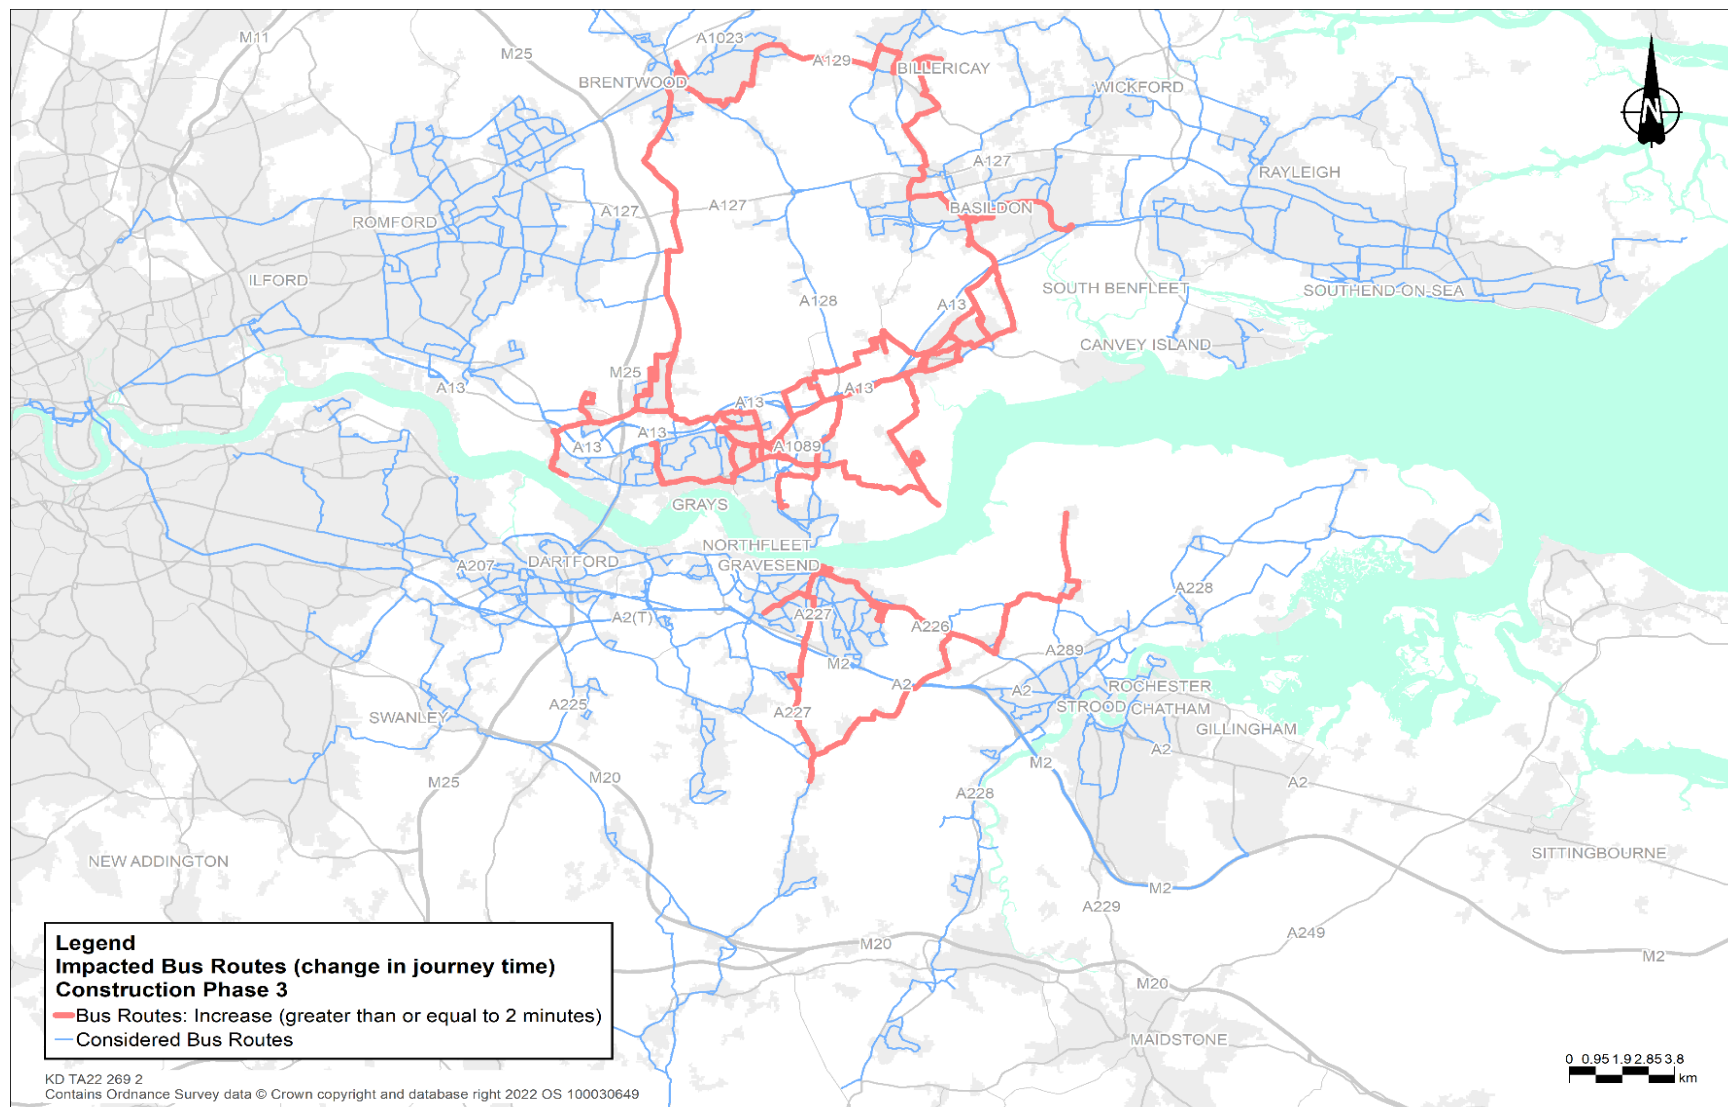 M11
A1023
M25
A129
BRENTWOOD
BILLERICAY
WICKFORD
N
A127
RAYLEIGH
A127
A127
BASILDON
ROMFORD
ILFORD
A128
A13
SOUTH BENFLEET
SOUTHEND-ON-SEA
CANVEY ISLAND
M25
A13
A13
A13
A13
A13
A1089
GRAYS
NORTHFLEET
DARTFORD
GRAVESEND
A207
A228
A2(T)
A227
A226
A289
M2
A2
A2
ROCHESTER
STROOD
CHATHAM
A225
SWANLEY
A227
GILLINGHAM
A2
M2
M25
M20
A2
A228
NEW ADDINGTON
SITTINGBOURNE
M2
A229
A249
M20
M2
M20
MAIDSTONE
Legend
Impacted Bus Routes (change in journey time)
Construction Phase 3
Bus Routes: Increase (greater than or equal to 2 minutes)
Considered Bus Routes
0 0.95 1.9 2.85 3.8
km
KD TA22 269 2
Contains Ordnance Survey data © Crown copyright and database right 2022 OS 100030649